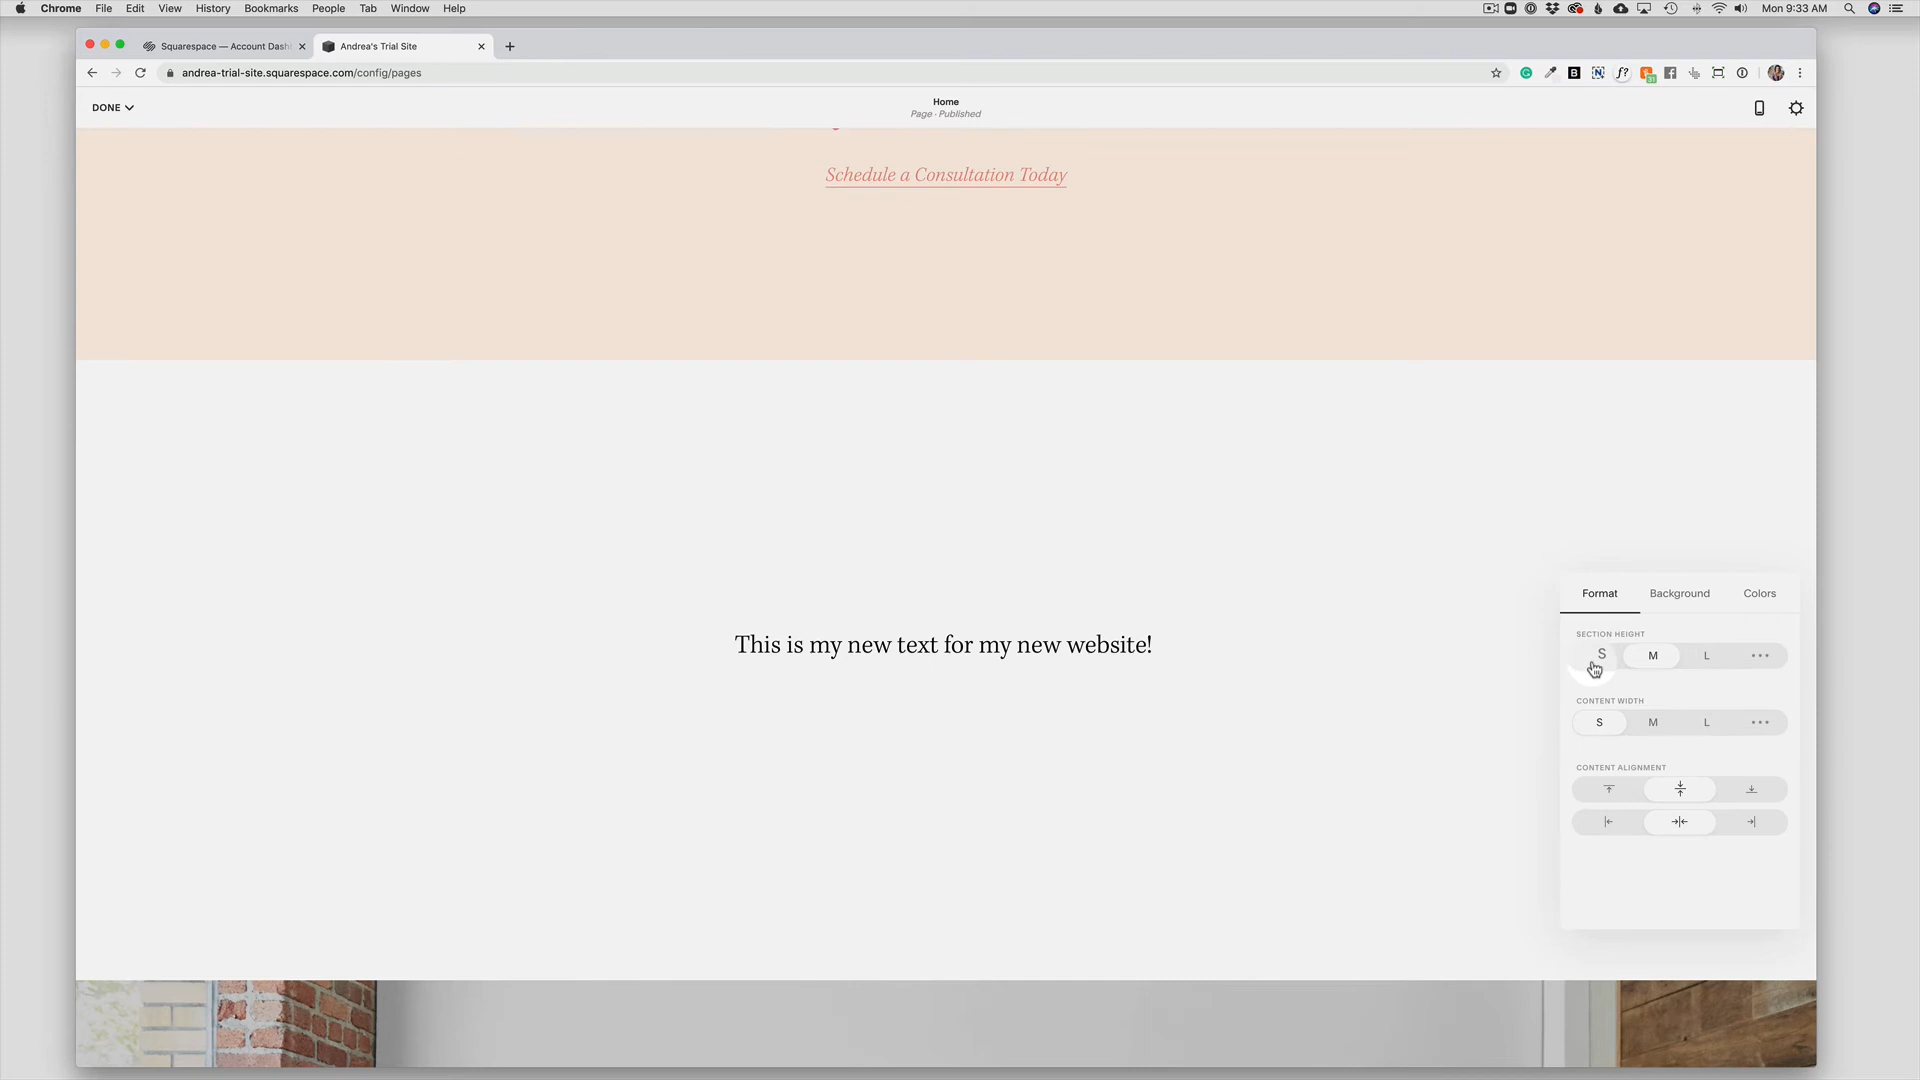 Chrome File Edit View History Bookmarks People Tab Window Help
Mon 9:33 AM
Squarespace — Account Dash
Andrea's Trial Site
andrea-trial-site.squarespace.com/config/pages
31
DONE
Home
Page · Published
Schedule a Consultation Today
This is my new text for my new website!
Format Background Colors
SECTION HEIGHT
S M L
CONTENT WIDTH
S M L
CONTENT ALIGNMENT